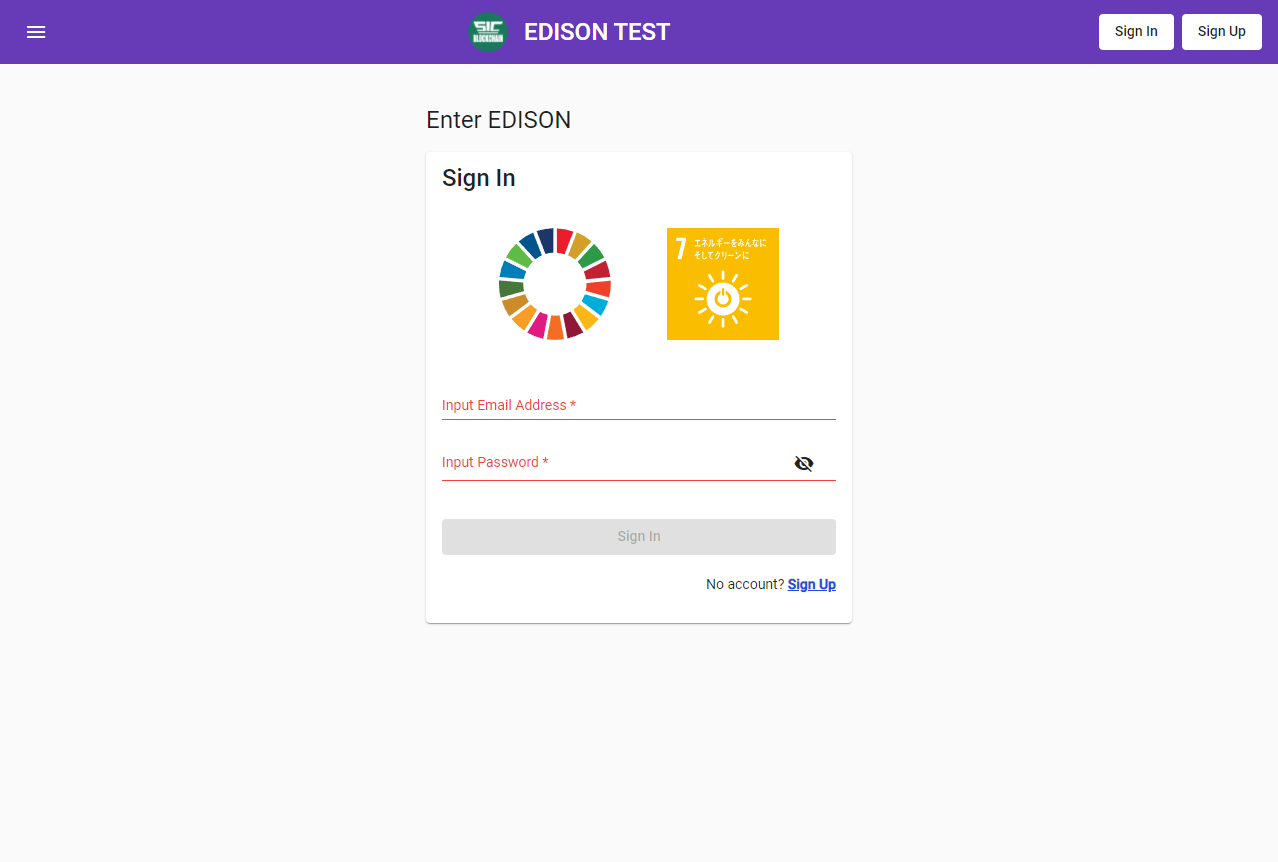 SIC
BLOCKCHAIN
EDISON TEST
Sign In
Sign Up
Enter EDISON
Sign In
7 エネルギーをみんなに
そしてクリーンに
Input Email Address *
Input Password *
Sign In
No account? Sign Up